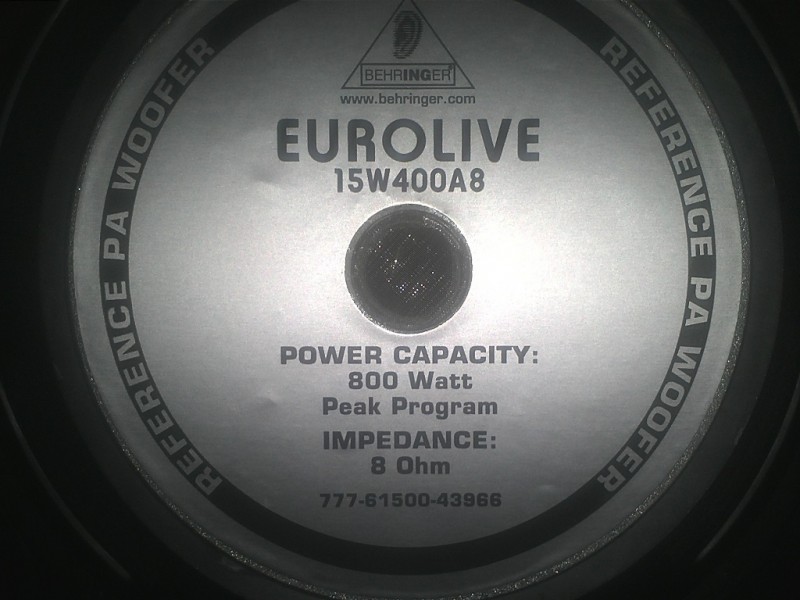 BEHRINGER
www.behringer.com
EUROLIVE
15W400A8
POWER CAPACITY:
800 Watt
Peak Program
IMPEDANCE:
8 Ohm
777-61500-43966
REFERENCE PA WOOFER
REFERENCE PA WOOFER